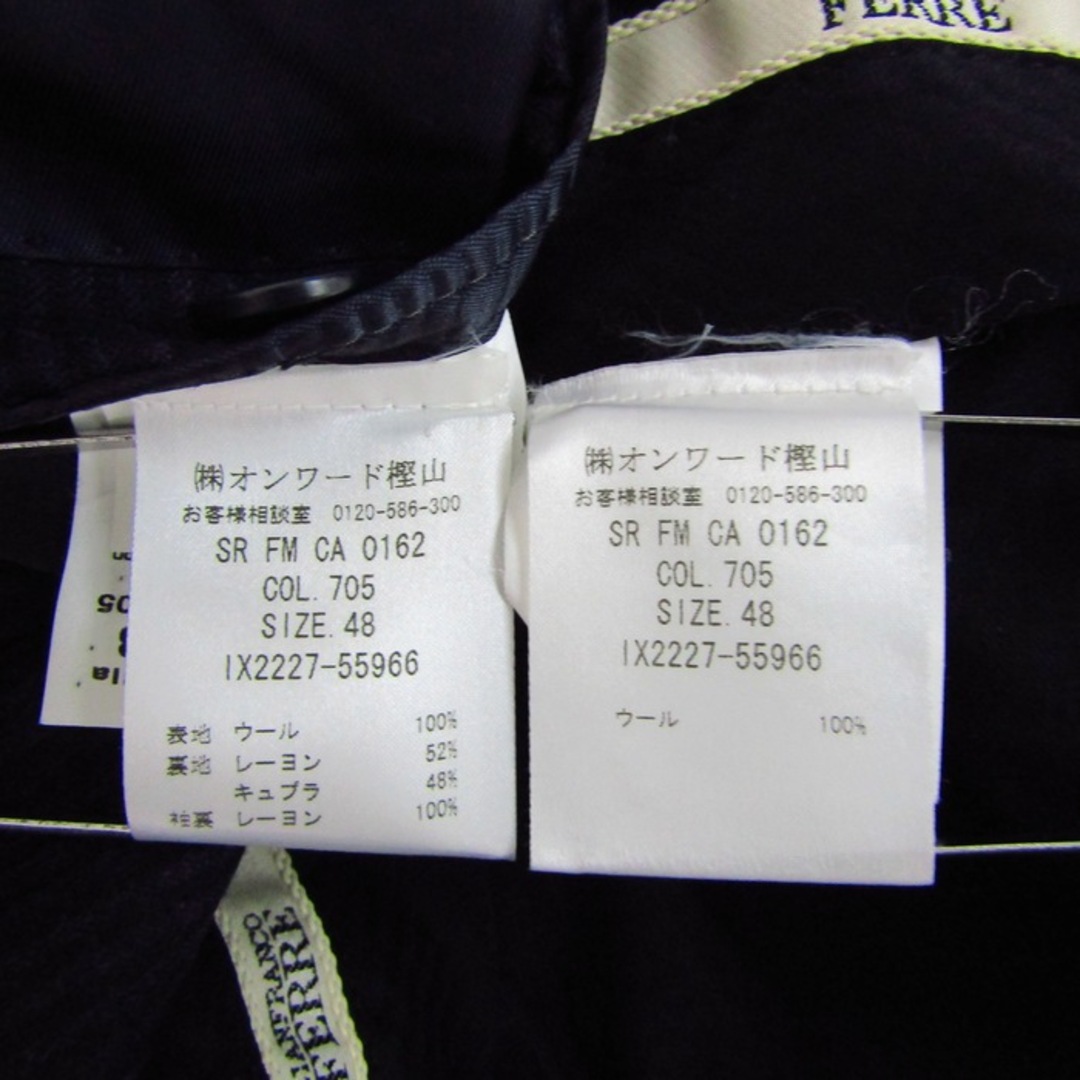 FERRE
㈱オンワード樫山
お客様相談室 0120-586-300
SR FM CA 0162
COL. 705
SIZE. 48
IX2227-55966
表地 ウール 100%
裏地 レーヨン 52%
キュプラ 48%
袖裏 レーヨン 100%
㈱オンワード樫山
お客様相談室 0120-586-300
SR FM CA 0162
COL. 705
SIZE. 48
IX2227-55966
ウール 100%
GIANFRANCO
FERRE